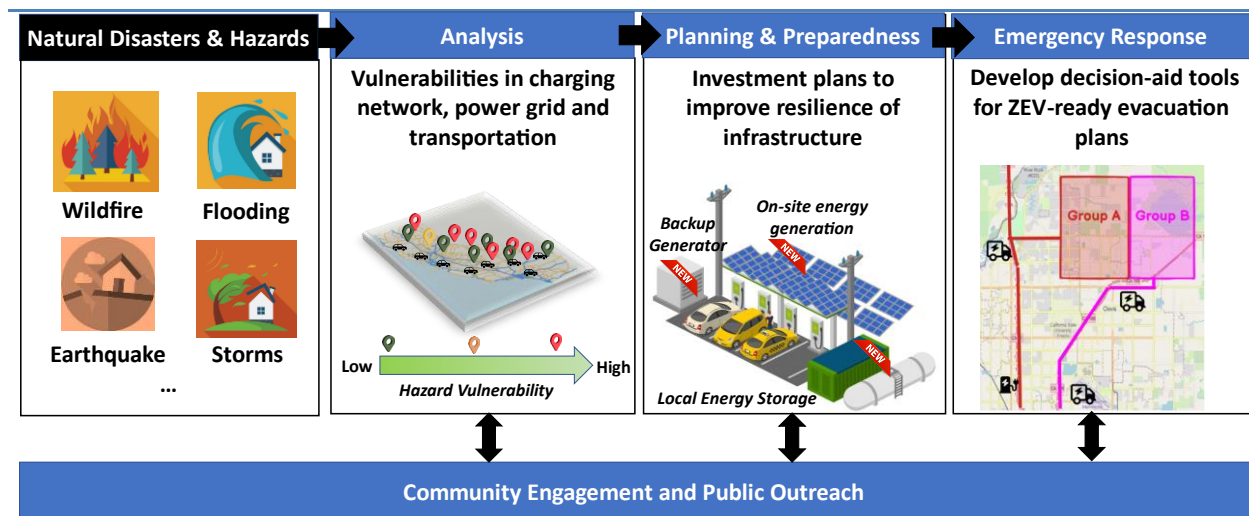 Natural Disasters & Hazards
Wildfire
Flooding
Earthquake
Storms
...
Analysis
Vulnerabilities in charging
network, power grid and
transportation
Low
High
Hazard Vulnerability
Planning & Preparedness
Investment plans to
improve resilience of
infrastructure
On-site energy
generation
Backup
Generator
NEW
NEW
NEW
Local Energy Storage
Emergency Response
Develop decision-aid tools
for ZEV-ready evacuation
plans
Group A
Group B
Clovis
Community Engagement and Public Outreach